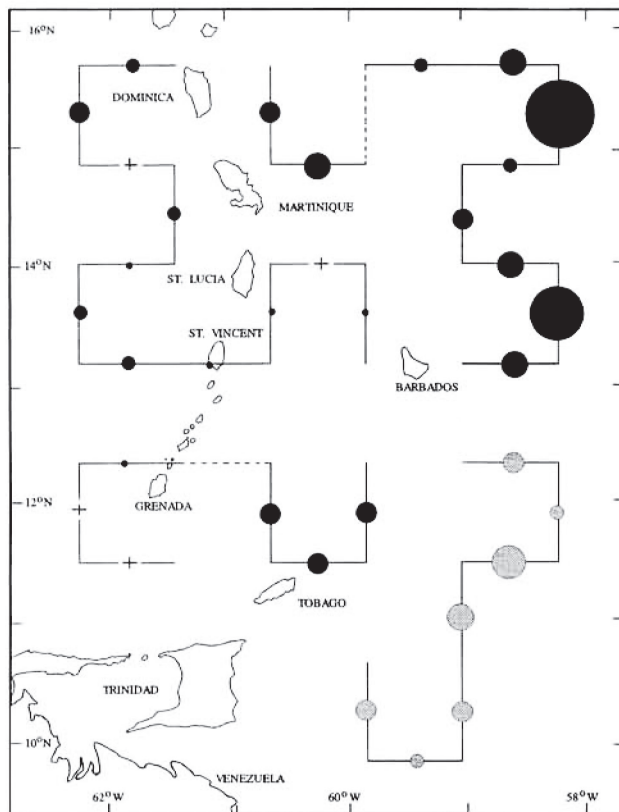 16°N
DOMINICA
MARTINIQUE
14°N
ST. LUCIA
ST. VINCENT
BARBADOS
12°N
GRENADA
TOBAGO
TRINIDAD
10°N
VENEZUELA
62°W
60°W
58°W